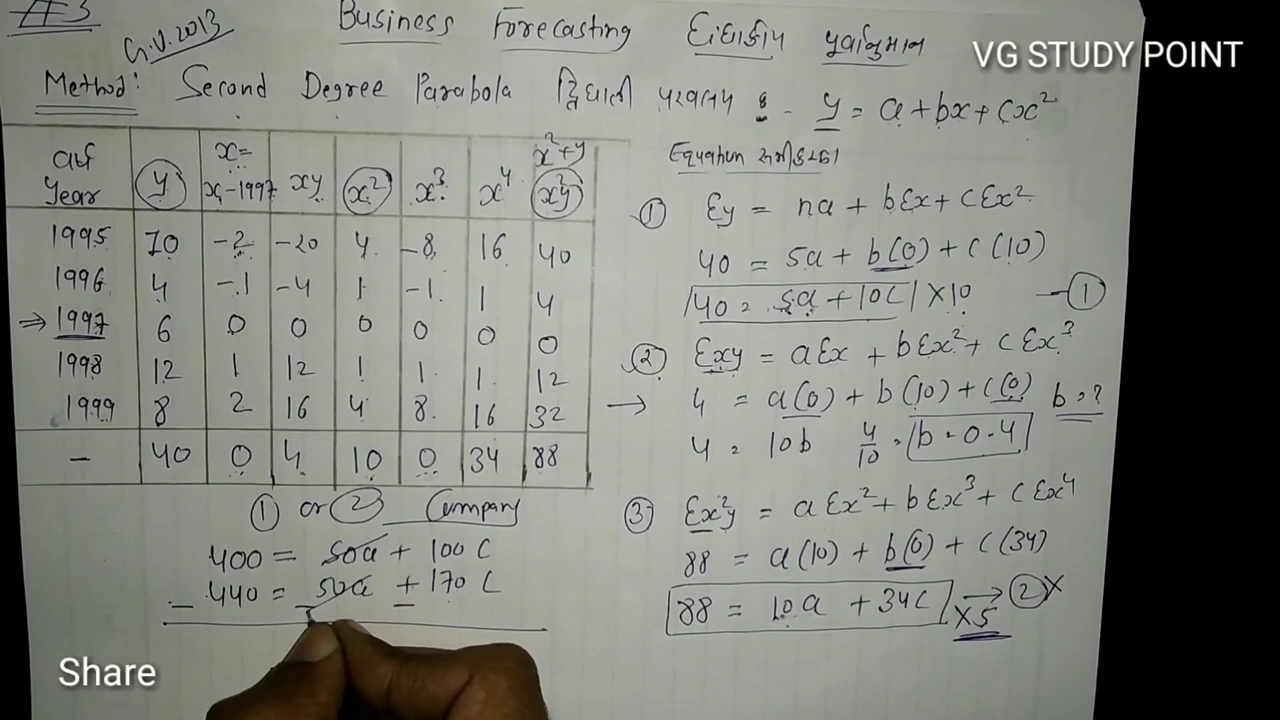 #3
Business Forecasting ધંધાકીય પૂર્વાનુમાન
G.U. 2013
VG STUDY POINT
Method: Second Degree Parabola દ્વિઘાતી પરવલય :- y = a + bx + cx²
Equation સમીકરણ
વર્ષ Year | y | x = x-1997 | xy | x² | x³ | x⁴ | x²+y x²y
1995 | 10 | -2 | -20 | 4 | -8 | 16 | 40
1996 | 4 | -1 | -4 | 1 | -1 | 1 | 4
⇒ 1997 | 6 | 0 | 0 | 0 | 0 | 0 | 0
1998 | 12 | 1 | 12 | 1 | 1 | 1 | 12
1999 | 8 | 2 | 16 | 4 | 8 | 16 | 32
- | 40 | 0 | 4 | 10 | 0 | 34 | 88
① Σy = na + bΣx + cΣx²
40 = 5a + b(0) + c(10)
40 = 5a + 10c ×10 — ①
② Σxy = aΣx + bΣx² + cΣx³
→ 4 = a(0) + b(10) + c(0) b = ?
4 = 10b 4/10 = b = 0.4
③ Σx²y = aΣx² + bΣx³ + cΣx⁴
88 = a(10) + b(0) + c(34)
88 = 10a + 34c ×5 → ② ×
① or ② Company
400 = 50a + 100c
440 = 50a + 170c
- - -
Share